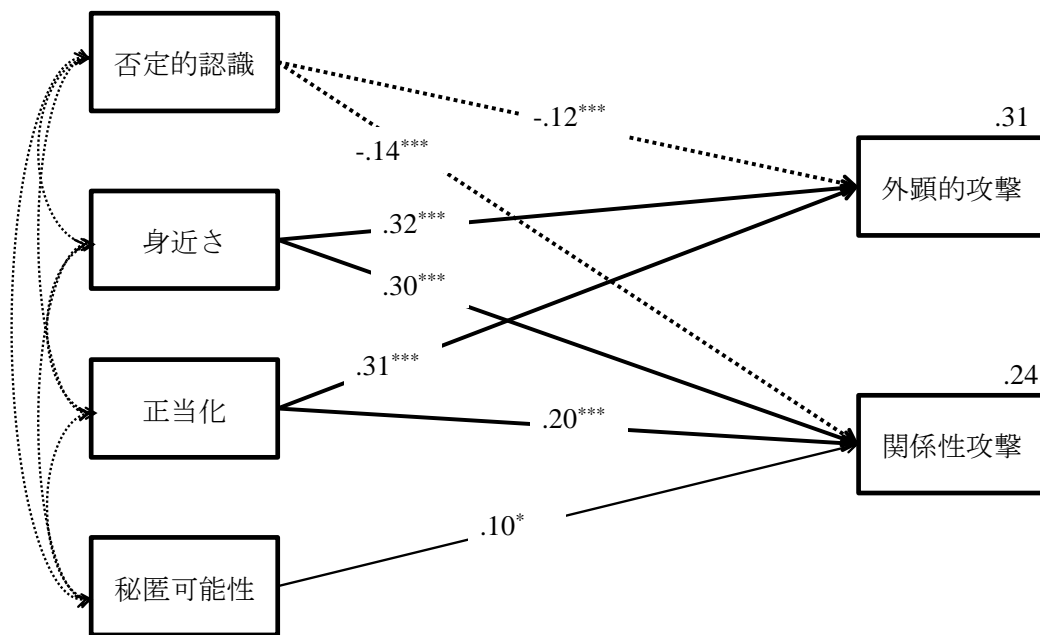 否定的認識
.31
-.12***
-.14***
外顕的攻撃
身近さ
.32***
.30***
.31***
正当化
.24
.20***
関係性攻撃
.10*
秘匿可能性